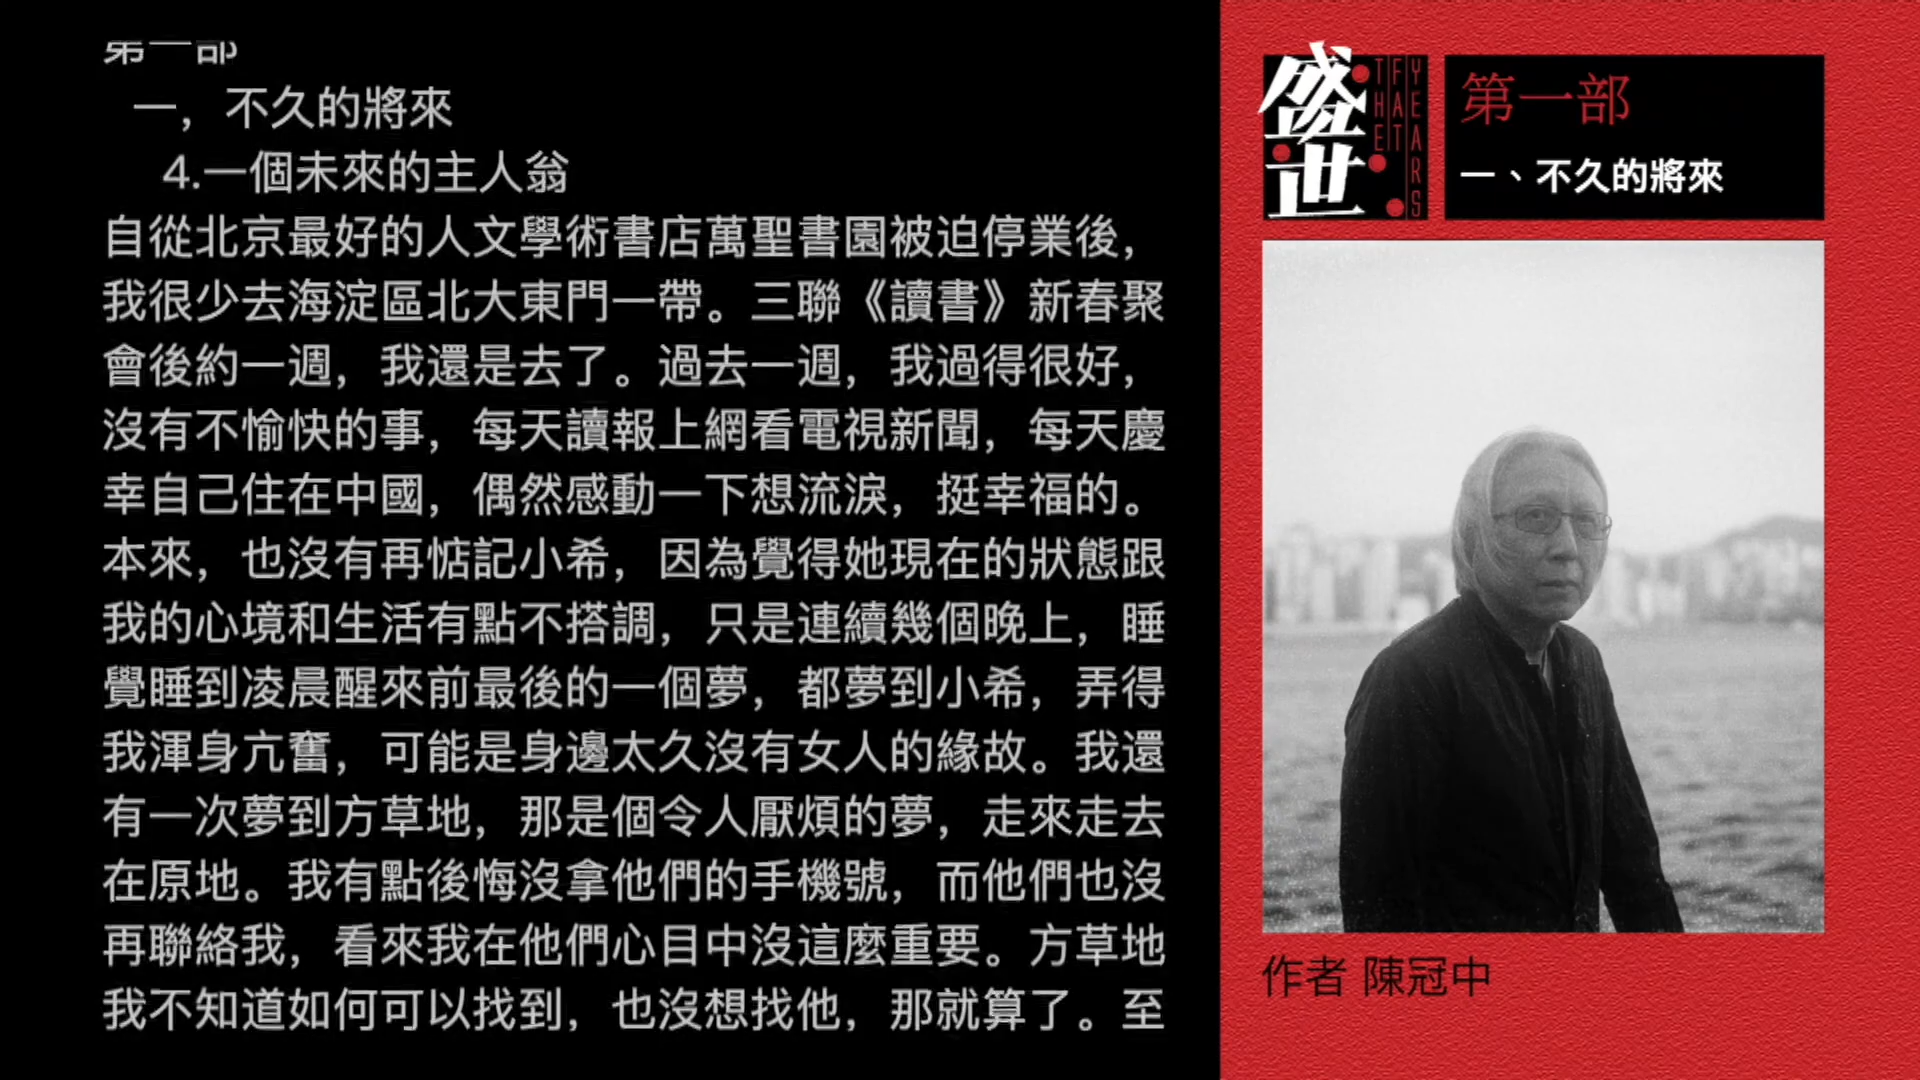 第一部
一，不久的將來
4.一個未來的主人翁
自從北京最好的人文學術書店萬聖書園被迫停業後，
我很少去海淀區北大東門一帶。三聯《讀書》新春聚
會後約一週，我還是去了。過去一週，我過得很好，
沒有不愉快的事，每天讀報上網看電視新聞，每天慶
幸自己住在中國，偶然感動一下想流淚，挺幸福的。
本來，也沒有再惦記小希，因為覺得她現在的狀態跟
我的心境和生活有點不搭調，只是連續幾個晚上，睡
覺睡到凌晨醒來前最後的一個夢，都夢到小希，弄得
我渾身亢奮，可能是身邊太久沒有女人的緣故。我還
有一次夢到方草地，那是個令人厭煩的夢，走來走去
在原地。我有點後悔沒拿他們的手機號，而他們也沒
再聯絡我，看來我在他們心目中沒這麼重要。方草地
我不知道如何可以找到，也沒想找他，那就算了。至
盛世
THE
FAT
YEARS
第一部
一、不久的將來
作者 陳冠中